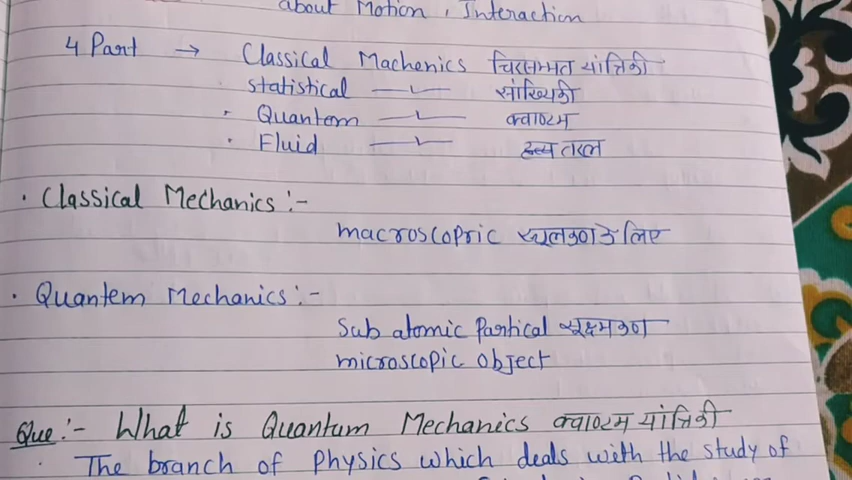 about Motion, Interaction
4 Part → Classical Machenics चिरसम्मत यांत्रिकी
Statistical —〃— सांख्यिकी
· Quantem —〃— क्वाण्टम
· Fluid —〃— तरल
· Classical Mechanics :-
macroscopric स्थूलकण के लिए
· Quantem Mechanics :-
Sub atomic Partical सूक्ष्मकण
microscopic Object
Que :- What is Quantum Mechanics क्वाण्टम यांत्रिकी
· The branch of Physics which deals with the study of